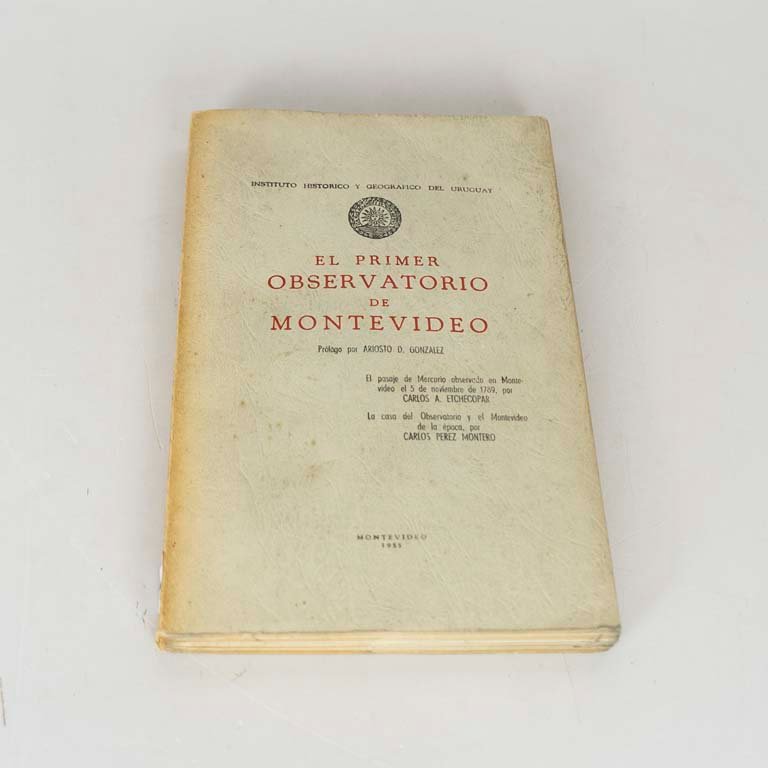 INSTITUTO HISTORICO Y GEOGRAFICO DEL URUGUAY
EL PRIMER
OBSERVATORIO
DE
MONTEVIDEO
Prólogo por ARIOSTO D. GONZALEZ
El pasaje de Mercurio observado en Monte-
video el 5 de noviembre de 1789, por
CARLOS A. ETCHECOPAR
La casa del Observatorio y el Montevideo
de la época, por
CARLOS PEREZ MONTERO
MONTEVIDEO
1955